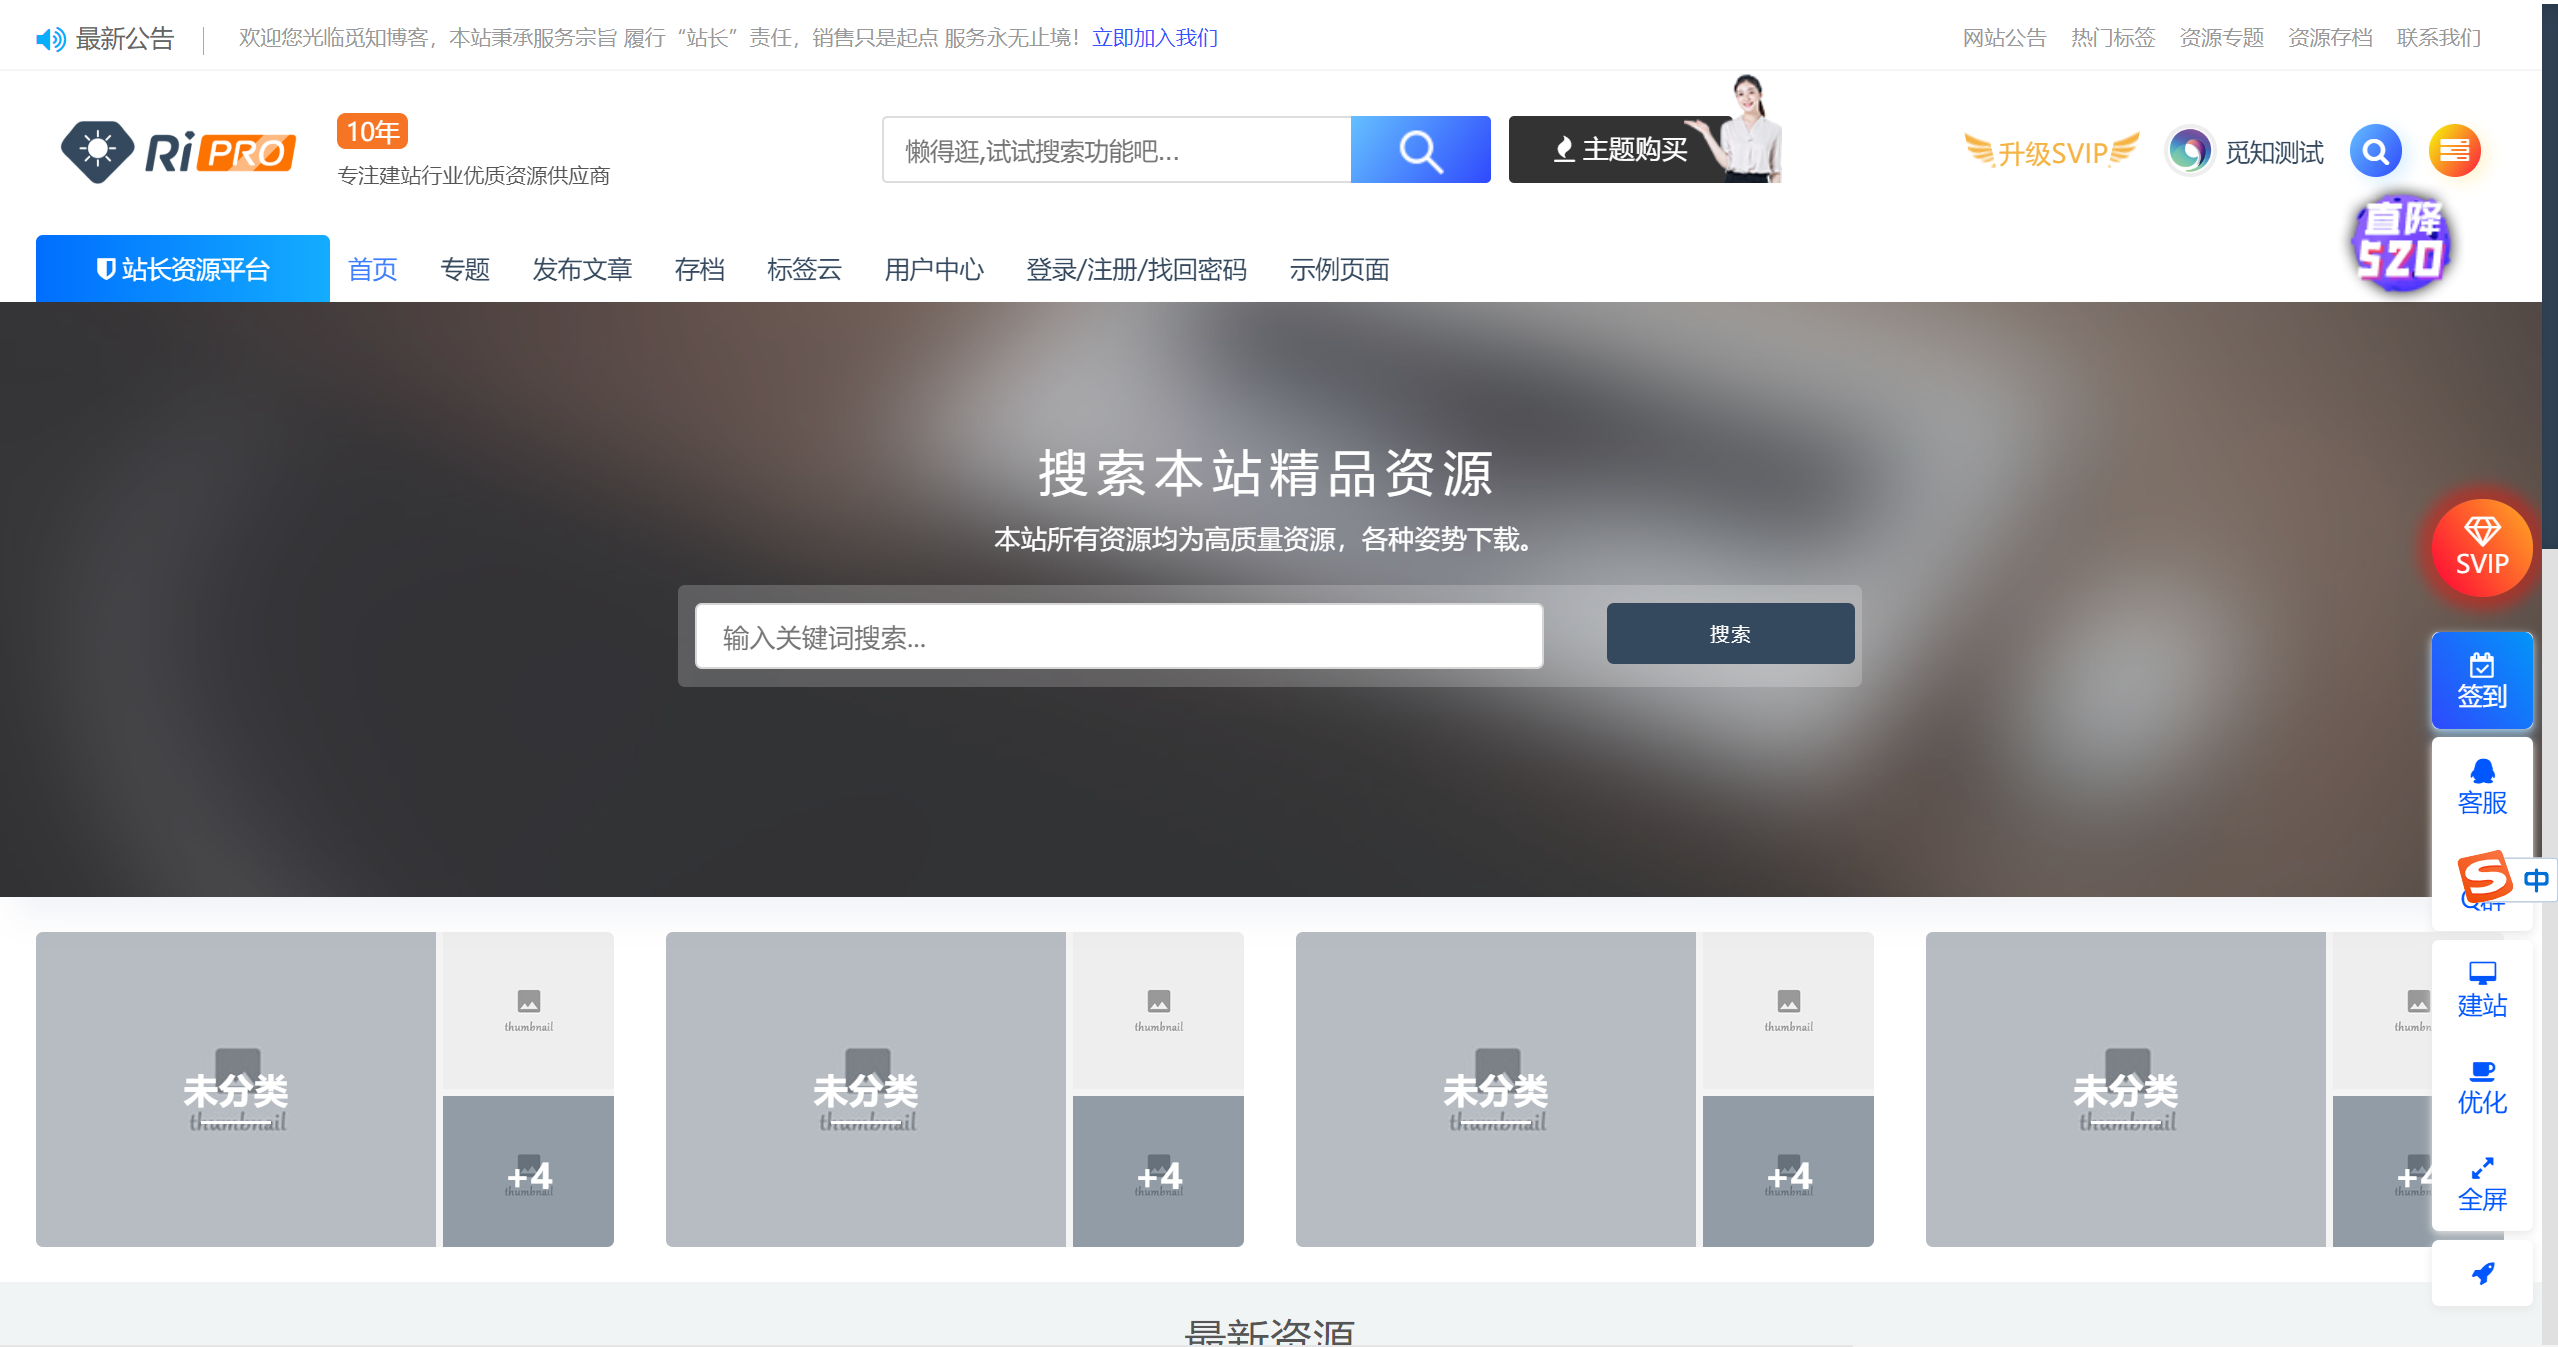 最新公告
欢迎您光临觅知博客，本站秉承服务宗旨 履行“站长”责任，销售只是起点 服务永无止境！立即加入我们
网站公告 热门标签 资源专题 资源存档 联系我们
RiPRO
10年
专注建站行业优质资源供应商
懒得逛,试试搜索功能吧...
主题购买
升级SVIP
觅知测试
直降
520
站长资源平台
首页 专题 发布文章 存档 标签云 用户中心 登录/注册/找回密码 示例页面
搜索本站精品资源
本站所有资源均为高质量资源，各种姿势下载。
输入关键词搜索...
搜索
SVIP
签到
客服
Q群
中
建站
优化
全屏
thumbnail
未分类
thumbnail
+4
thumbnail
thumbnail
未分类
thumbnail
+4
thumbnail
thumbnail
未分类
thumbnail
+4
thumbnail
未分类
thumbnail
最新资源